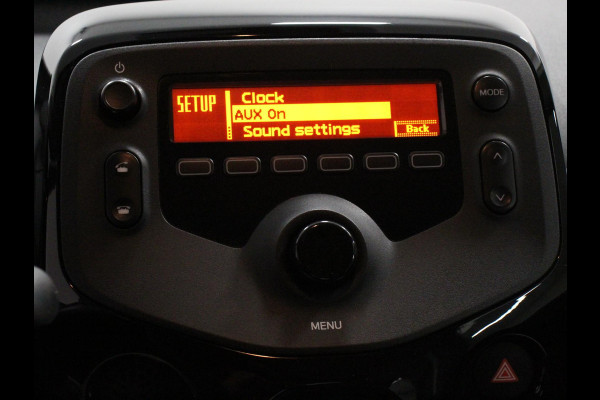 MODE
SETUP
Clock
AUX On
Sound settings
Back
MENU